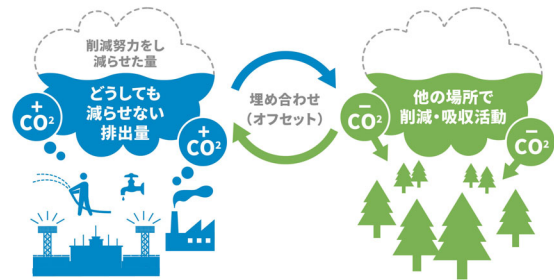 削減努力をし
減らせた量
どうしても
減らせない
排出量
+
CO²
+
CO²
埋め合わせ
(オフセット)
他の場所で
削減・吸収活動
−
CO²
−
CO²